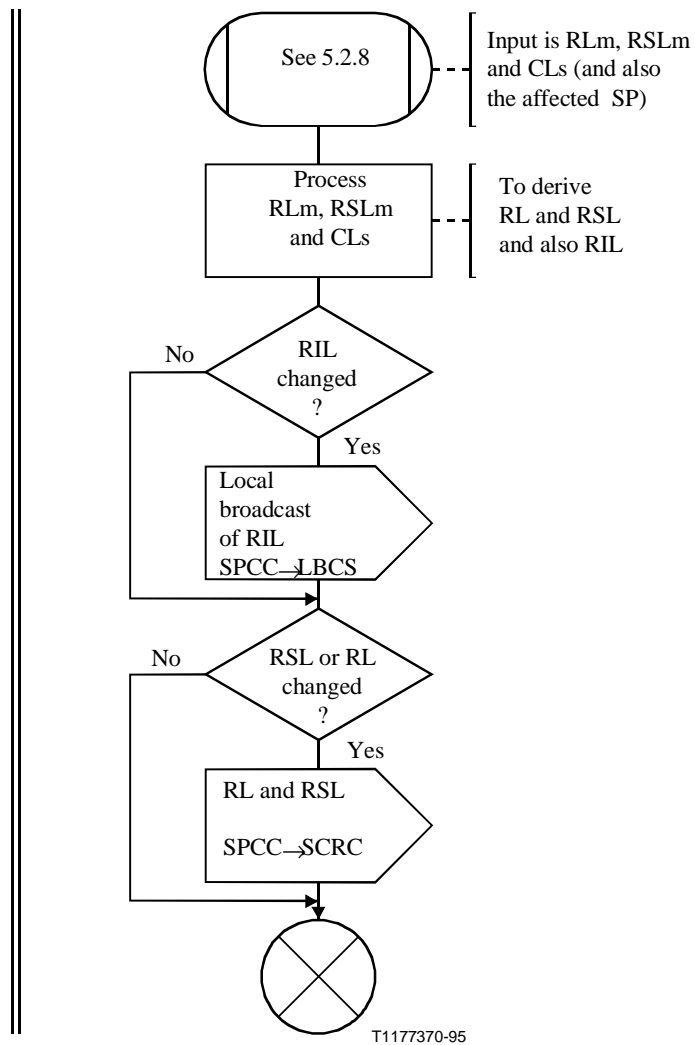 See 5.2.8
Input is RLm, RSLm
and CLs (and also
the affected SP)
Process
RLm, RSLm
and CLs
To derive
RL and RSL
and also RIL
No
RIL
changed
?
Yes
Local
broadcast
of RIL
SPCC→LBCS
No
RSL or RL
changed
?
Yes
RL and RSL
SPCC→SCRC
T1177370-95